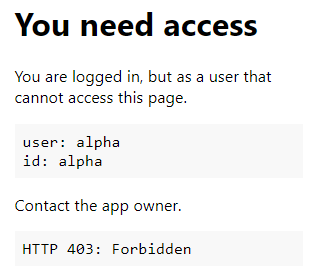 You need access
You are logged in, but as a user that
cannot access this page.
user: alpha
id: alpha
Contact the app owner.
HTTP 403: Forbidden